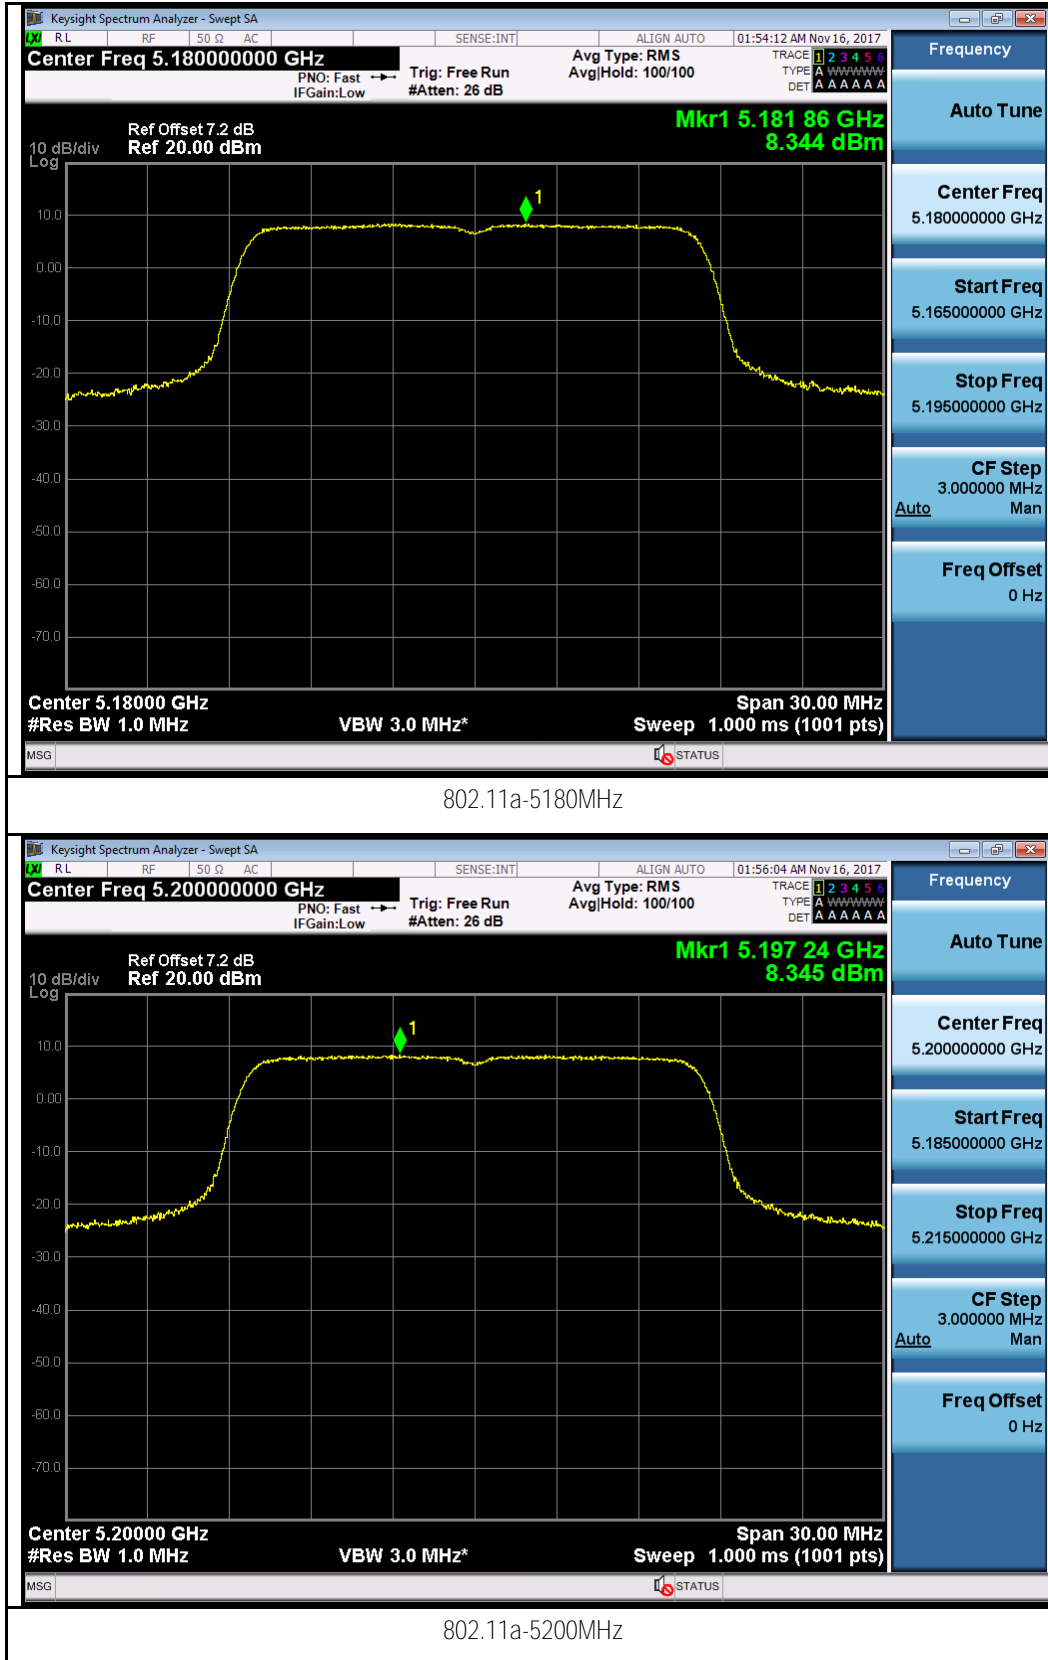 Keysight Spectrum Analyzer - Swept SA
LXI RL RF 50 Ω AC SENSE:INT ALIGN AUTO 01:54:12 AM Nov 16, 2017
Center Freq 5.180000000 GHz
PNO: Fast
IFGain:Low
Trig: Free Run
#Atten: 26 dB
Avg Type: RMS
Avg|Hold: 100/100
TRACE 1 2 3 4 5 6
TYPE A WWWWW
DET A A A A A A
Mkr1 5.181 86 GHz
8.344 dBm
Ref Offset 7.2 dB
10 dB/div Ref 20.00 dBm
Log
1
10.0
0.00
-10.0
-20.0
-30.0
-40.0
-50.0
-60.0
-70.0
Center 5.18000 GHz Span 30.00 MHz
#Res BW 1.0 MHz VBW 3.0 MHz* Sweep 1.000 ms (1001 pts)
MSG STATUS
Frequency
Auto Tune
Center Freq
5.180000000 GHz
Start Freq
5.165000000 GHz
Stop Freq
5.195000000 GHz
CF Step
3.000000 MHz
Auto Man
Freq Offset
0 Hz
802.11a-5180MHz
Keysight Spectrum Analyzer - Swept SA
LXI RL RF 50 Ω AC SENSE:INT ALIGN AUTO 01:56:04 AM Nov 16, 2017
Center Freq 5.200000000 GHz
PNO: Fast
IFGain:Low
Trig: Free Run
#Atten: 26 dB
Avg Type: RMS
Avg|Hold: 100/100
TRACE 1 2 3 4 5 6
TYPE A WWWWW
DET A A A A A A
Mkr1 5.197 24 GHz
8.345 dBm
Ref Offset 7.2 dB
10 dB/div Ref 20.00 dBm
Log
1
10.0
0.00
-10.0
-20.0
-30.0
-40.0
-50.0
-60.0
-70.0
Center 5.20000 GHz Span 30.00 MHz
#Res BW 1.0 MHz VBW 3.0 MHz* Sweep 1.000 ms (1001 pts)
MSG STATUS
Frequency
Auto Tune
Center Freq
5.200000000 GHz
Start Freq
5.185000000 GHz
Stop Freq
5.215000000 GHz
CF Step
3.000000 MHz
Auto Man
Freq Offset
0 Hz
802.11a-5200MHz